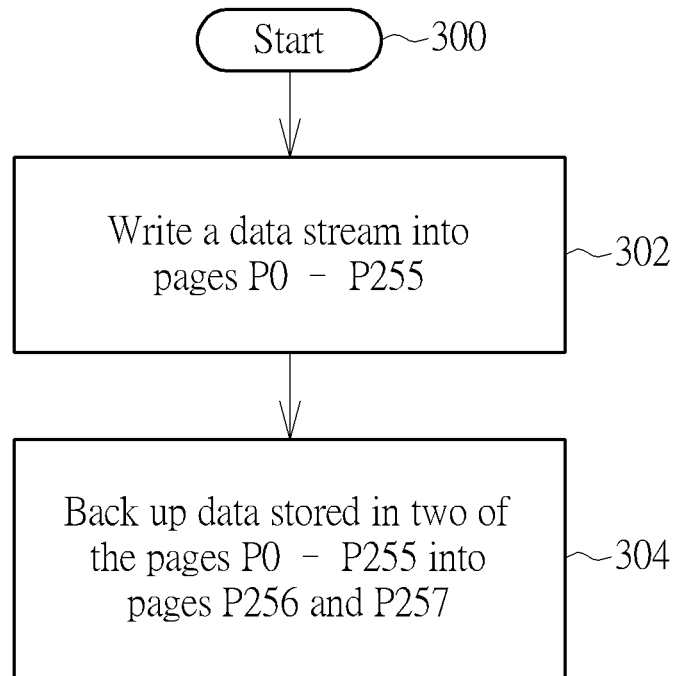 Start
300
Write a data stream into
pages P0 - P255
302
Back up data stored in two of
the pages P0 - P255 into
pages P256 and P257
304